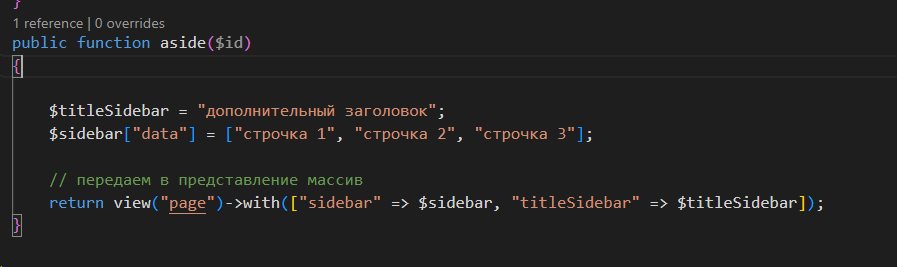 }
1 reference | 0 overrides
public function aside($id)
{
$titleSidebar = "дополнительный заголовок";
$sidebar["data"] = ["строчка 1", "строчка 2", "строчка 3"];
// передаем в представление массив
return view("page")->with(["sidebar" => $sidebar, "titleSidebar" => $titleSidebar]);
}